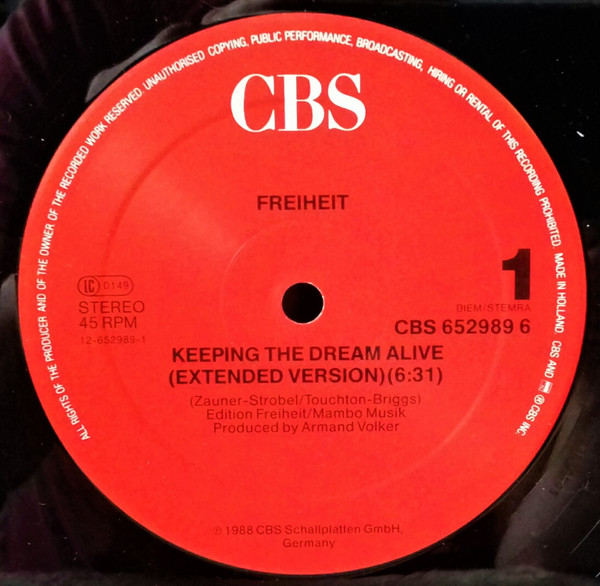 ALL RIGHTS OF THE PRODUCER AND OF THE OWNER OF THE RECORDED WORK RESERVED. UNAUTHORISED COPYING, PUBLIC PERFORMANCE, BROADCASTING, HIRING OR RENTAL OF THIS RECORDING PROHIBITED. MADE IN HOLLAND. CBS AND ℗ CBS INC.
CBS
FREIHEIT
1
LC 0149
STEREO
45 RPM
12-652989-1
BIEM/STEMRA
CBS 652989 6
KEEPING THE DREAM ALIVE
(EXTENDED VERSION)(6:31)
(Zauner-Strobel/Touchton-Briggs)
Edition Freiheit/Mambo Musik
Produced by Armand Volker
℗ 1988 CBS Schallplatten GmbH,
Germany